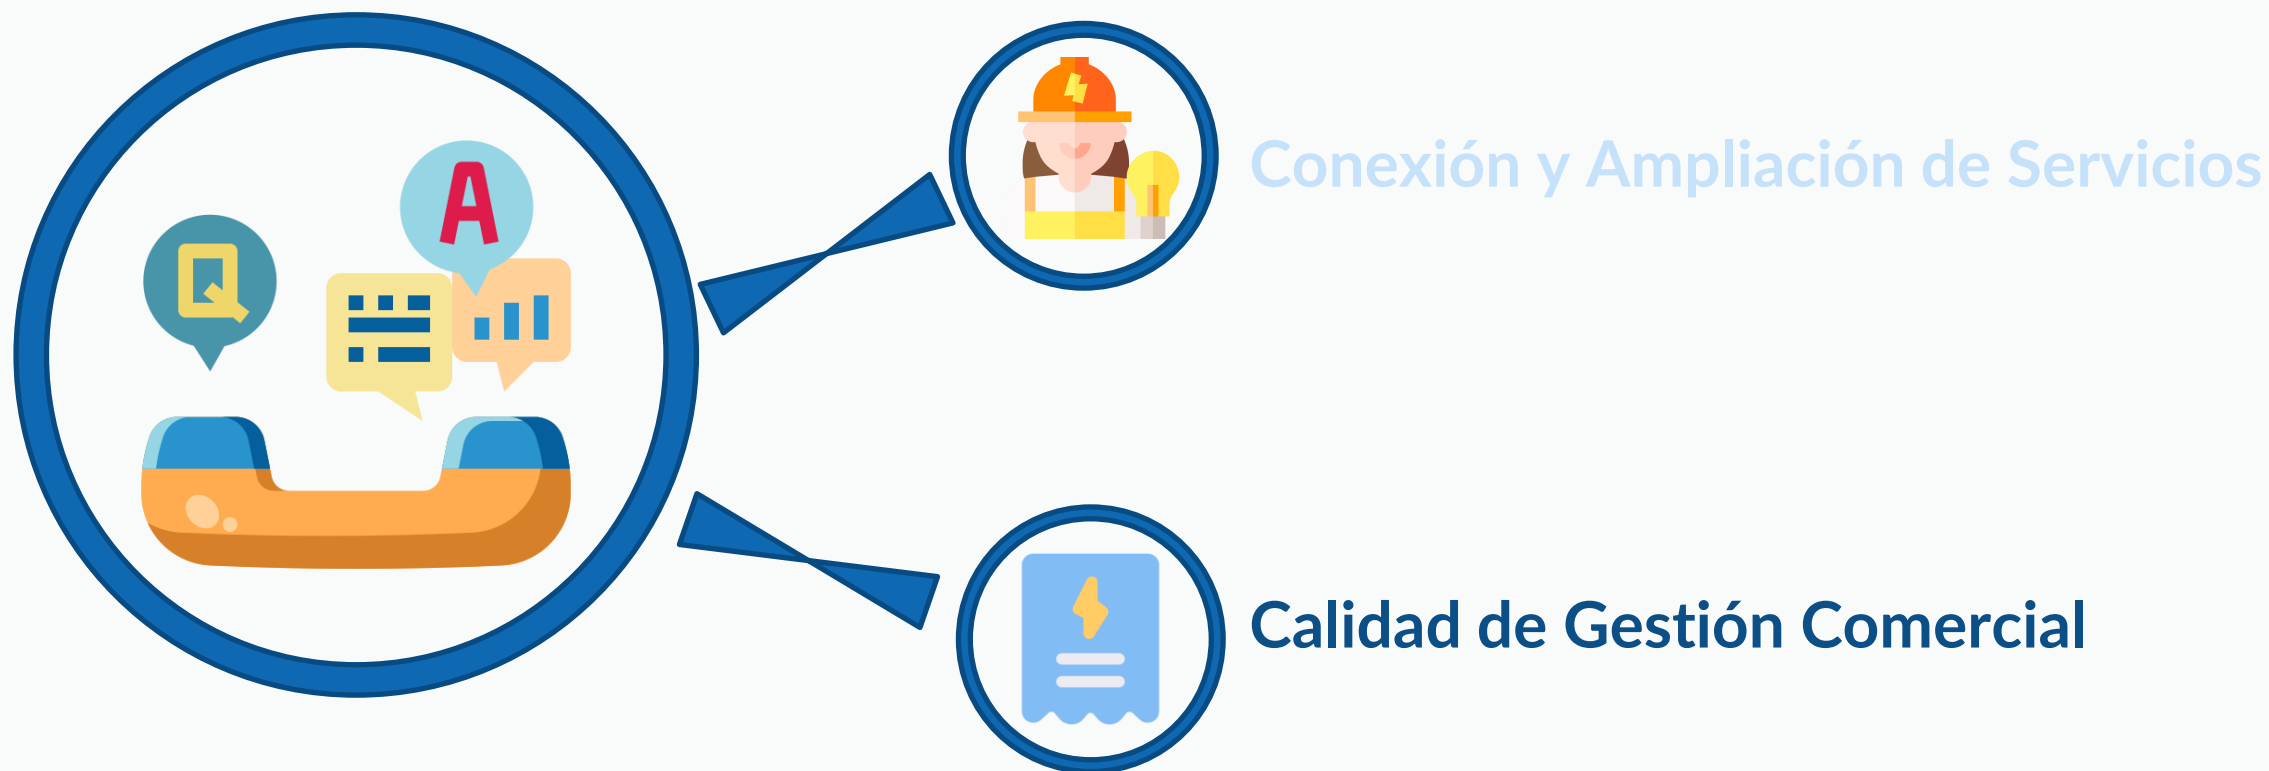 A
Q
Conexión y Ampliación de Servicios
Calidad de Gestión Comercial